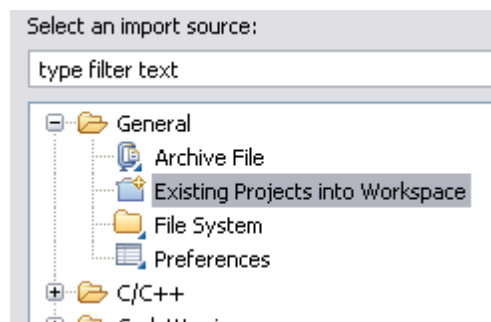 Select an import source:
type filter text
General
Archive File
Existing Projects into Workspace
File System
Preferences
C/C++